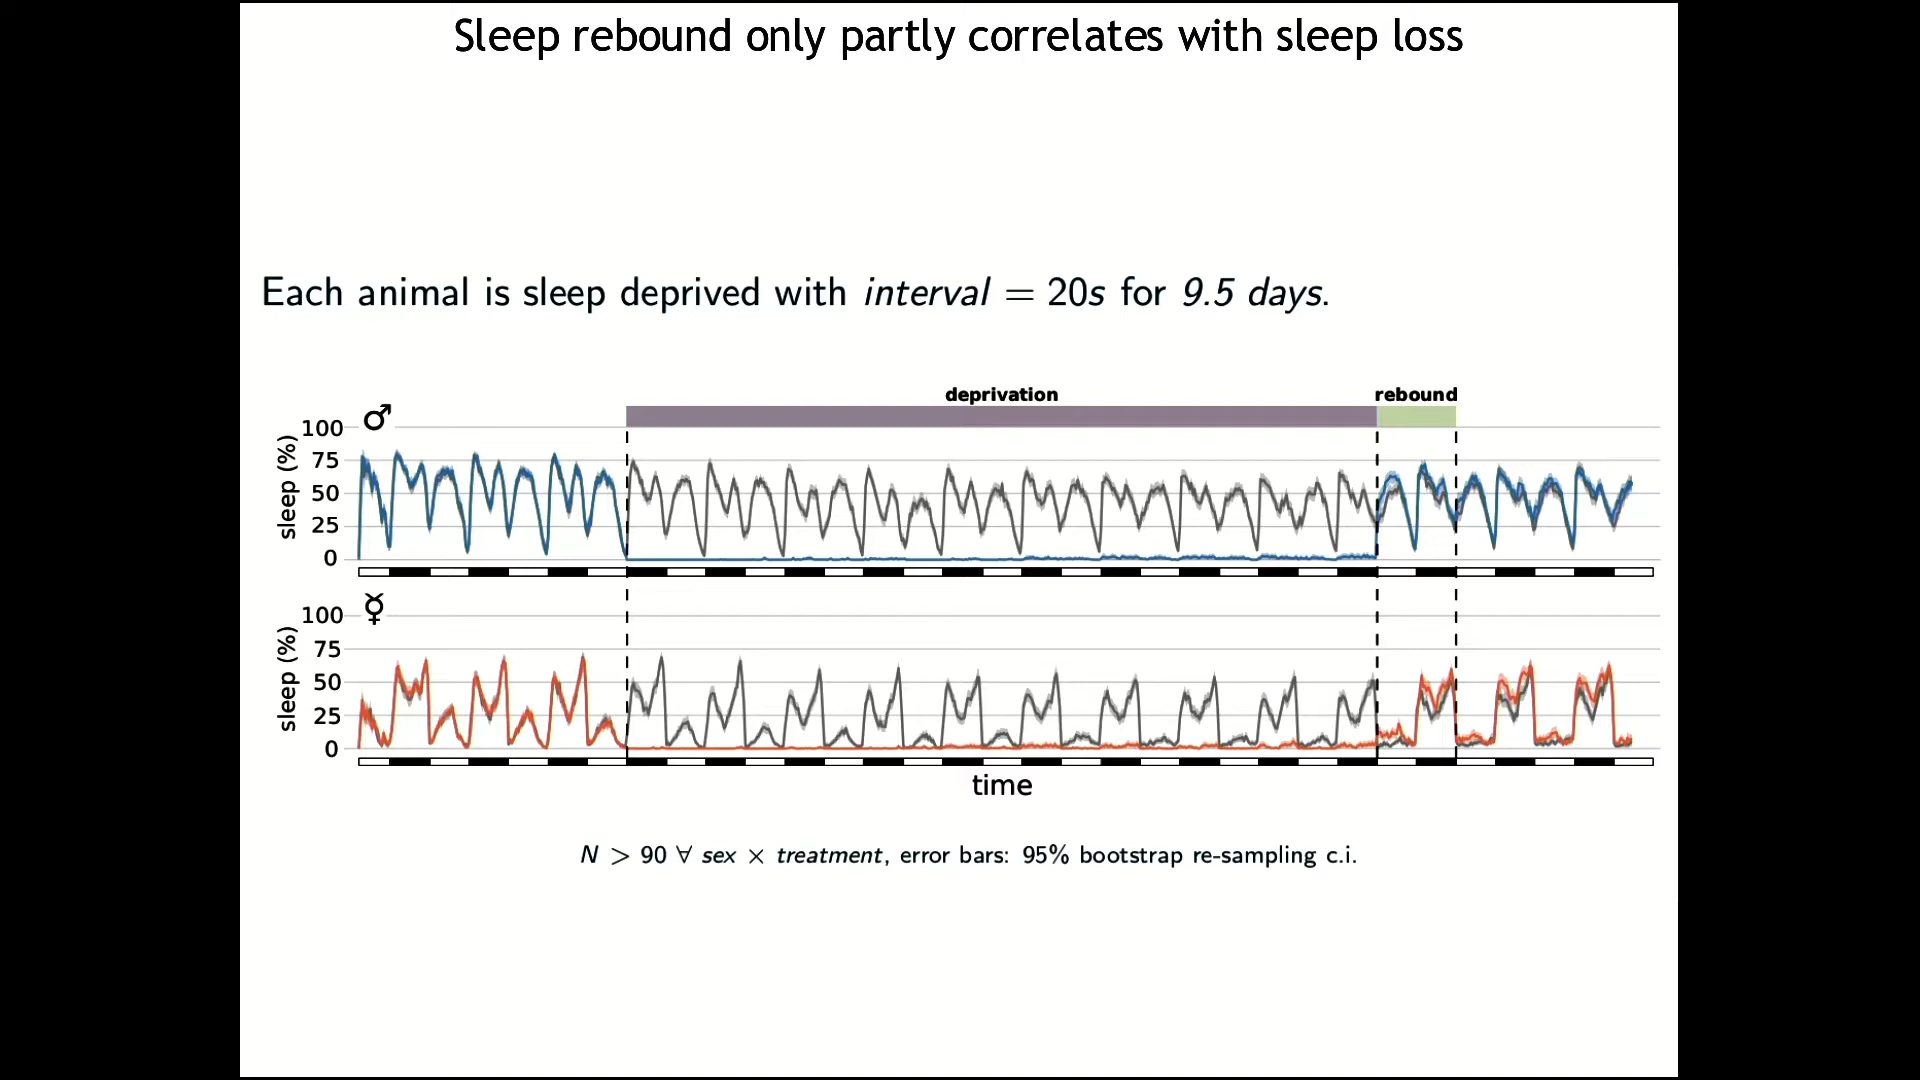 Sleep rebound only partly correlates with sleep loss
Each animal is sleep deprived with interval = 20s for 9.5 days.
deprivation
rebound
♂
100
75
50
25
0
sleep (%)
☿
100
75
50
25
0
sleep (%)
time
N > 90 ∀ sex × treatment, error bars: 95% bootstrap re-sampling c.i.